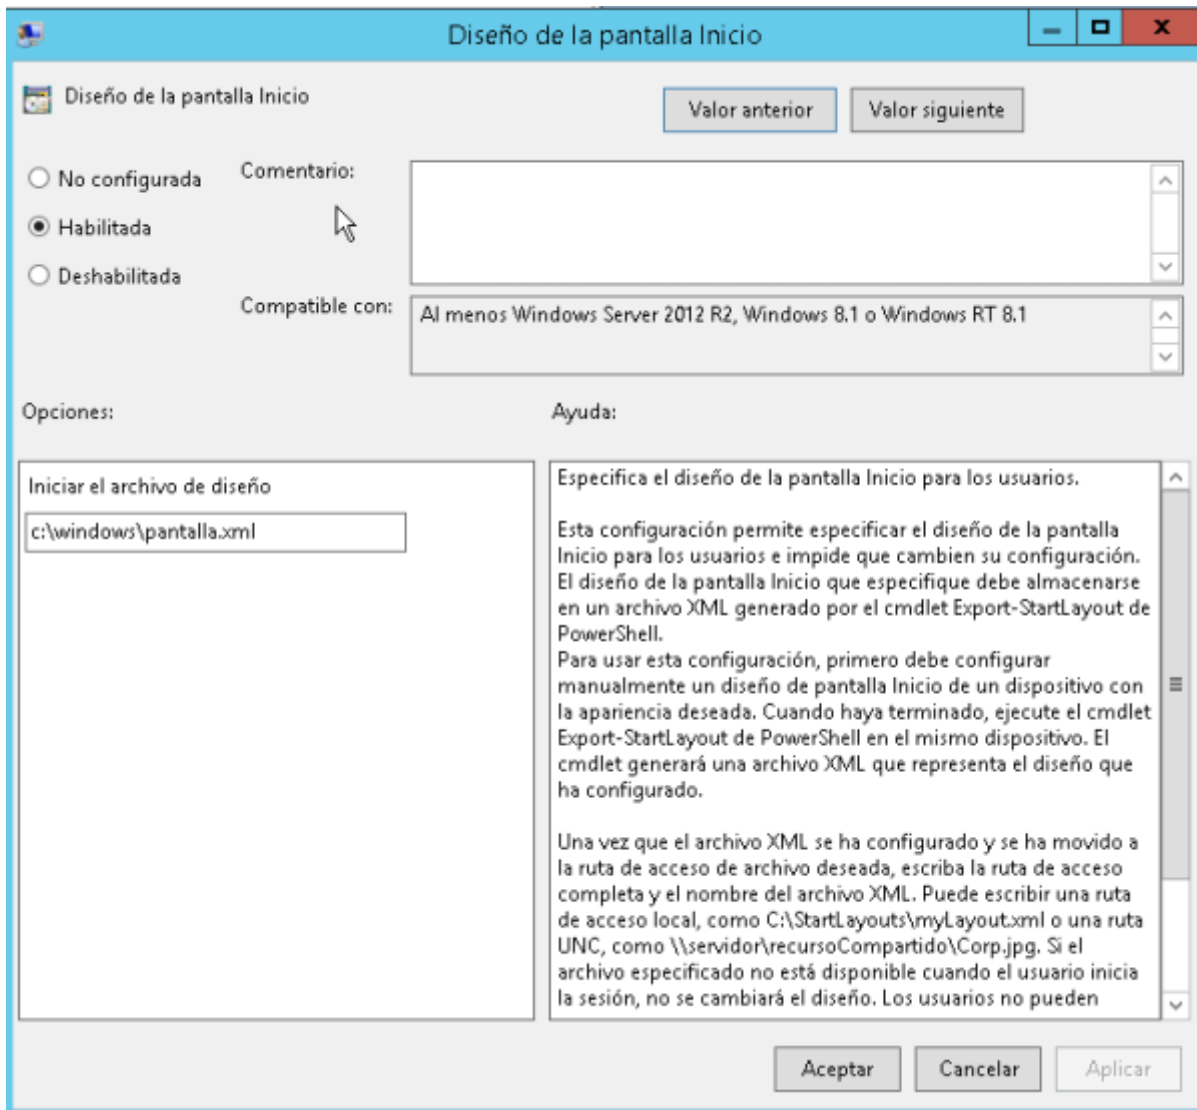 Diseño de la pantalla Inicio
Diseño de la pantalla Inicio
Valor anterior
Valor siguiente
No configurada
Comentario:
Habilitada
Deshabilitada
Compatible con:
Al menos Windows Server 2012 R2, Windows 8.1 o Windows RT 8.1
Opciones:
Ayuda:
Iniciar el archivo de diseño
c:\windows\pantalla.xml
Especifica el diseño de la pantalla Inicio para los usuarios.
Esta configuración permite especificar el diseño de la pantalla
Inicio para los usuarios e impide que cambien su configuración.
El diseño de la pantalla Inicio que especifique debe almacenarse
en un archivo XML generado por el cmdlet Export-StartLayout de
PowerShell.
Para usar esta configuración, primero debe configurar
manualmente un diseño de pantalla Inicio de un dispositivo con
la apariencia deseada. Cuando haya terminado, ejecute el cmdlet
Export-StartLayout de PowerShell en el mismo dispositivo. El
cmdlet generará una archivo XML que representa el diseño que
ha configurado.
Una vez que el archivo XML se ha configurado y se ha movido a
la ruta de acceso de archivo deseada, escriba la ruta de acceso
completa y el nombre del archivo XML. Puede escribir una ruta
de acceso local, como C:\StartLayouts\myLayout.xml o una ruta
UNC, como \\servidor\recursoCompartido\Corp.jpg. Si el
archivo especificado no está disponible cuando el usuario inicia
la sesión, no se cambiará el diseño. Los usuarios no pueden
Aceptar
Cancelar
Aplicar